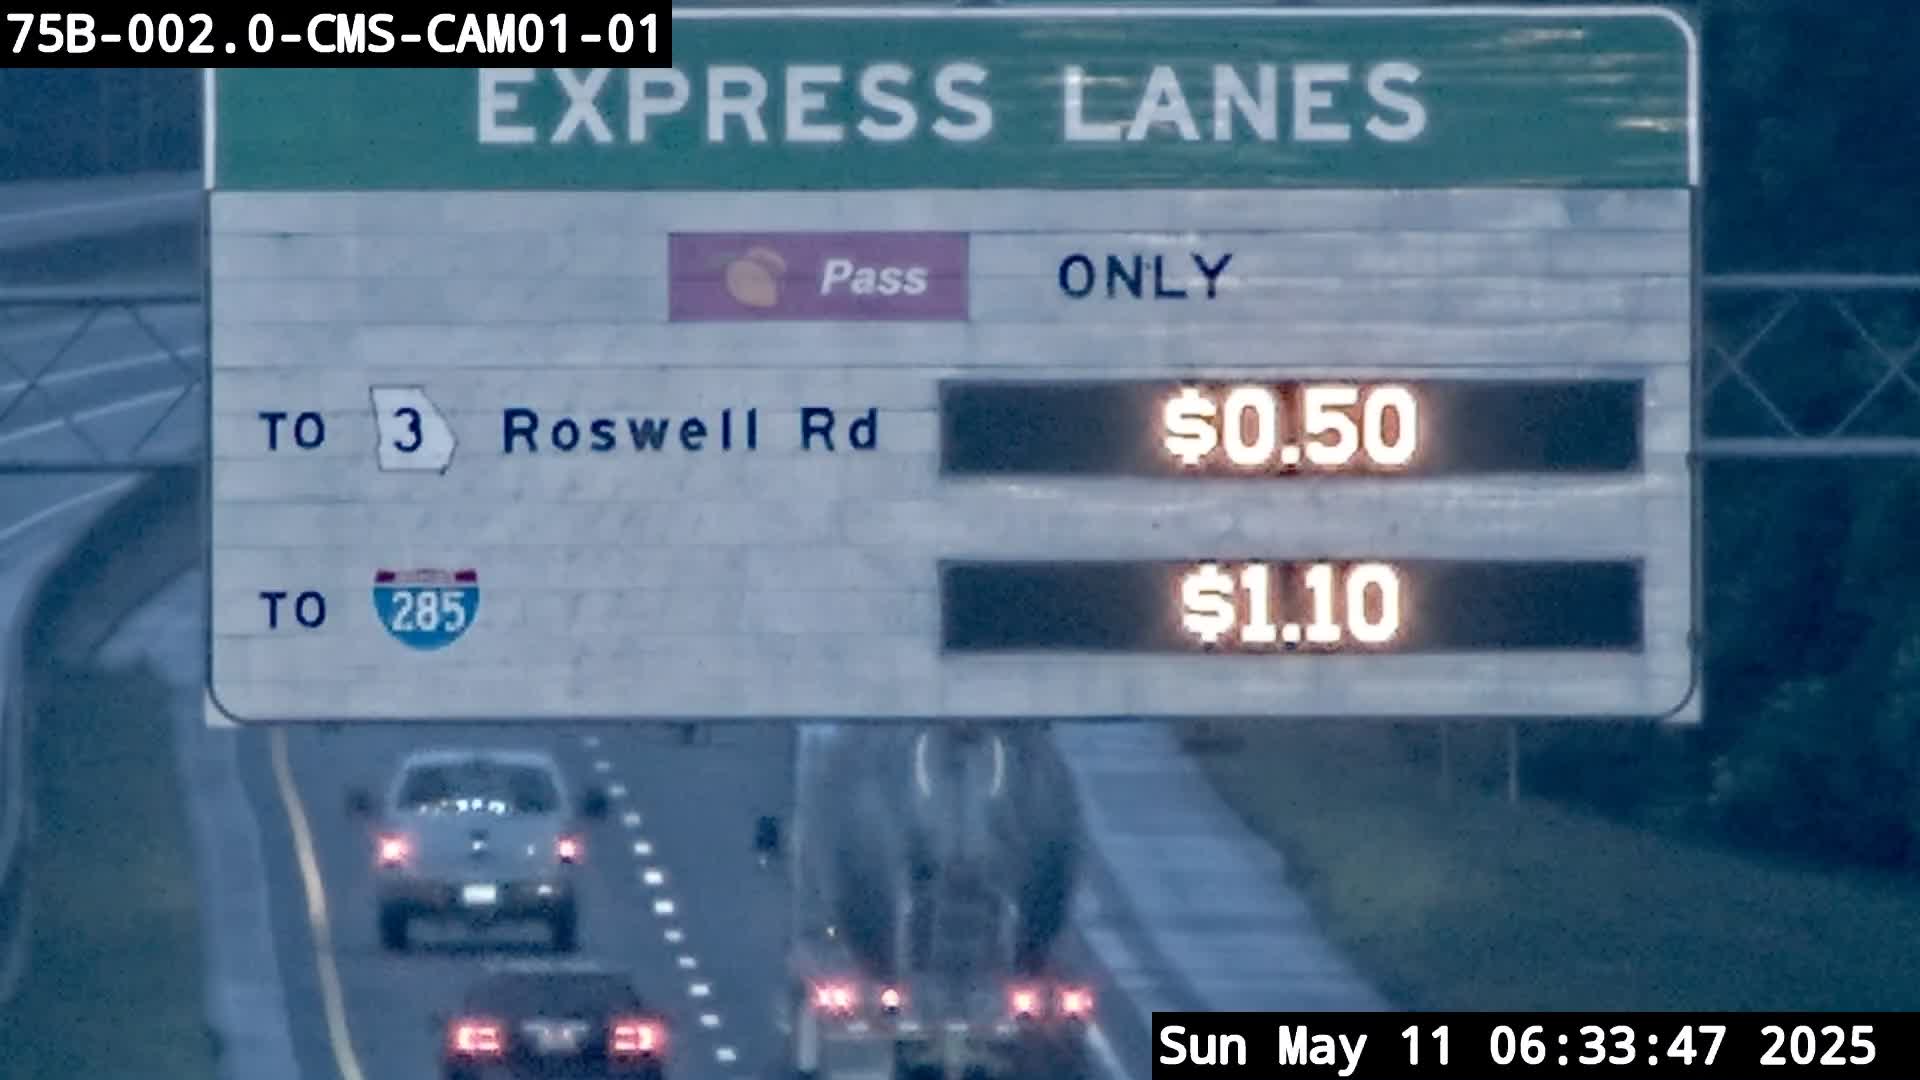 75B-002.0-CMS-CAM01-01
EXPRESS LANES
Pass ONLY
TO 3 Roswell Rd $0.50
TO 285 $1.10
Sun May 11 06:33:47 2025